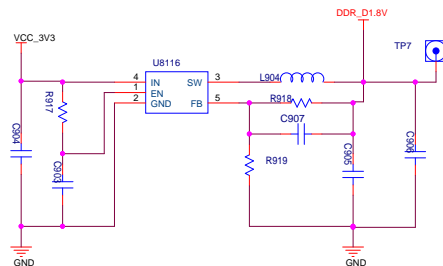 DDR_D1.8V
VCC_3V3
TP7
U8116
4 IN SW 3
1 EN
2 GND FB 5
L904
R918
C907
R917
R919
C904
C903
C905
C906
GND
GND